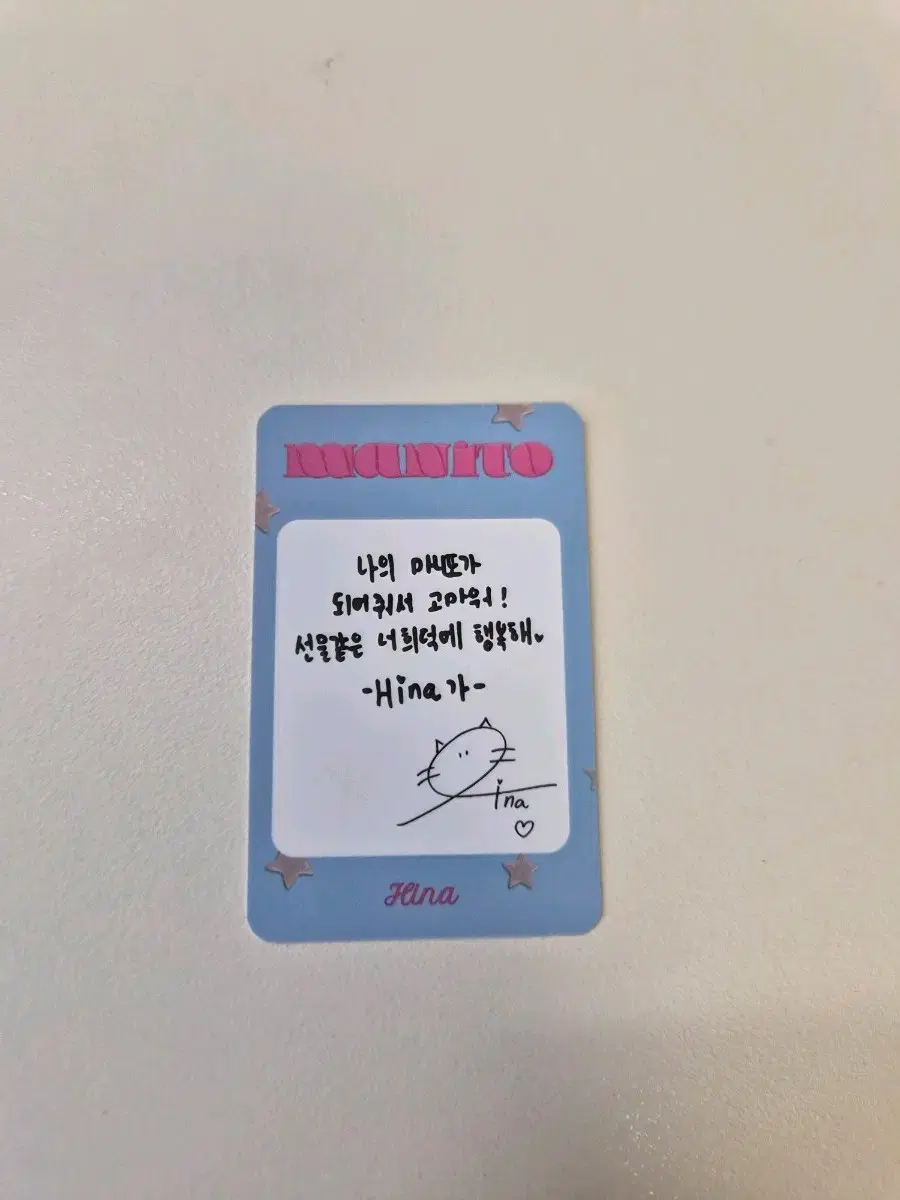 manito
나의 마니또가
되어줘서 고마워!
선물같은 너희덕에 행복해♥
-Hina가-
ina
♡
Hina